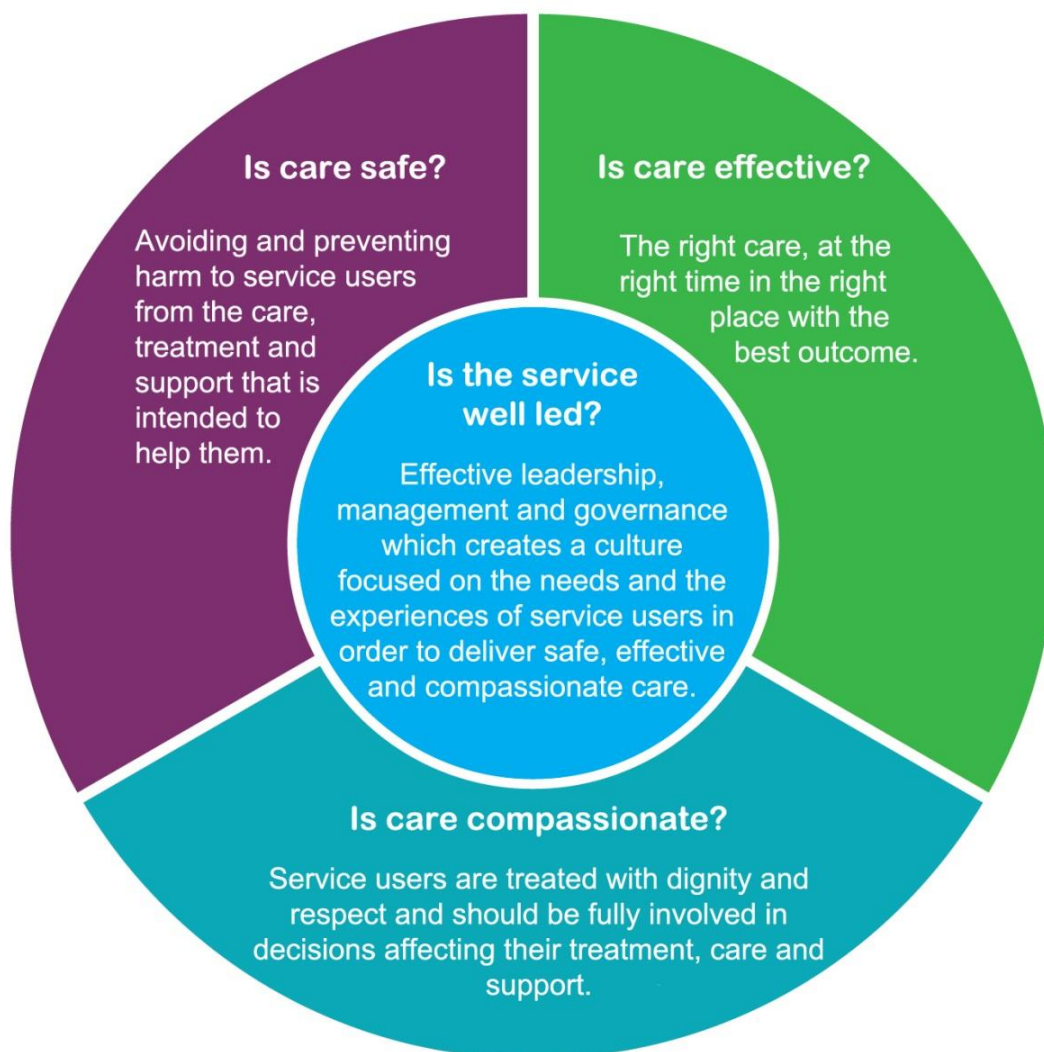 Is care safe?
Avoiding and preventing
harm to service users
from the care,
treatment and
support that is
intended to
help them.
Is care effective?
The right care, at the
right time in the right
place with the
best outcome.
Is the service
well led?
Effective leadership,
management and governance
which creates a culture
focused on the needs and the
experiences of service users in
order to deliver safe, effective
and compassionate care.
Is care compassionate?
Service users are treated with dignity and
respect and should be fully involved in
decisions affecting their treatment, care and
support.